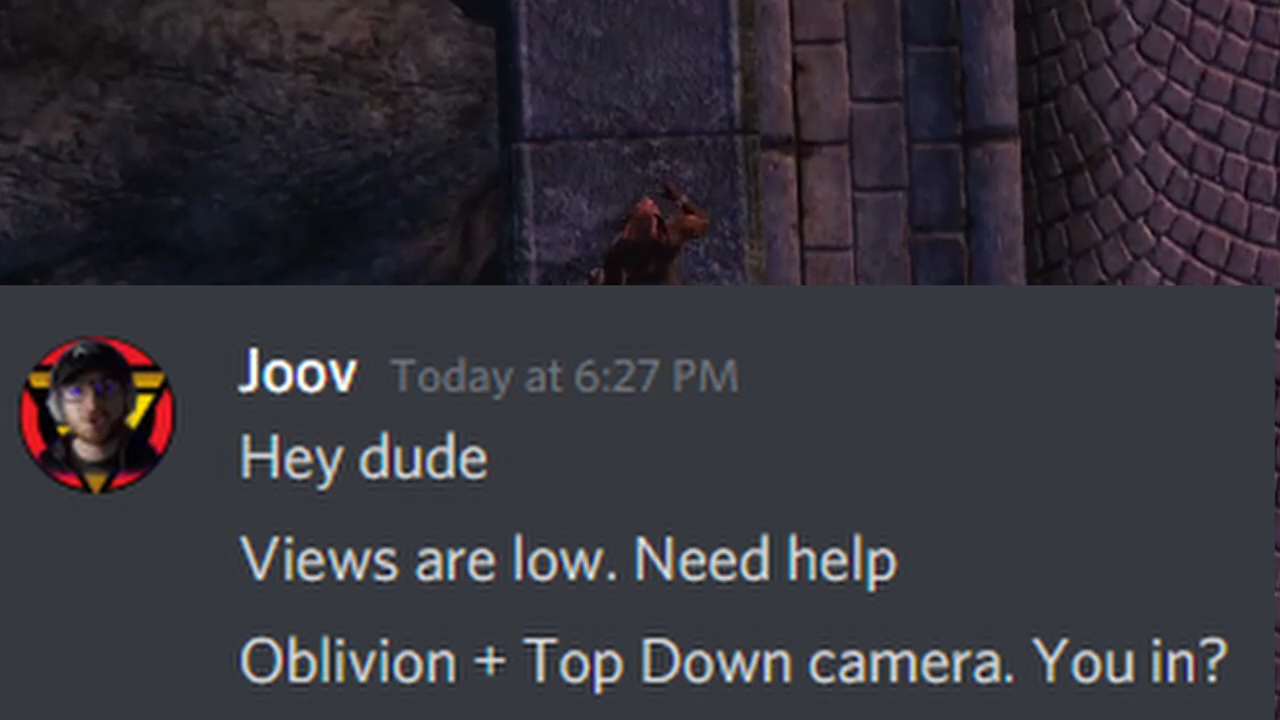 Joov Today at 6:27 PM
Hey dude
Views are low. Need help
Oblivion + Top Down camera. You in?